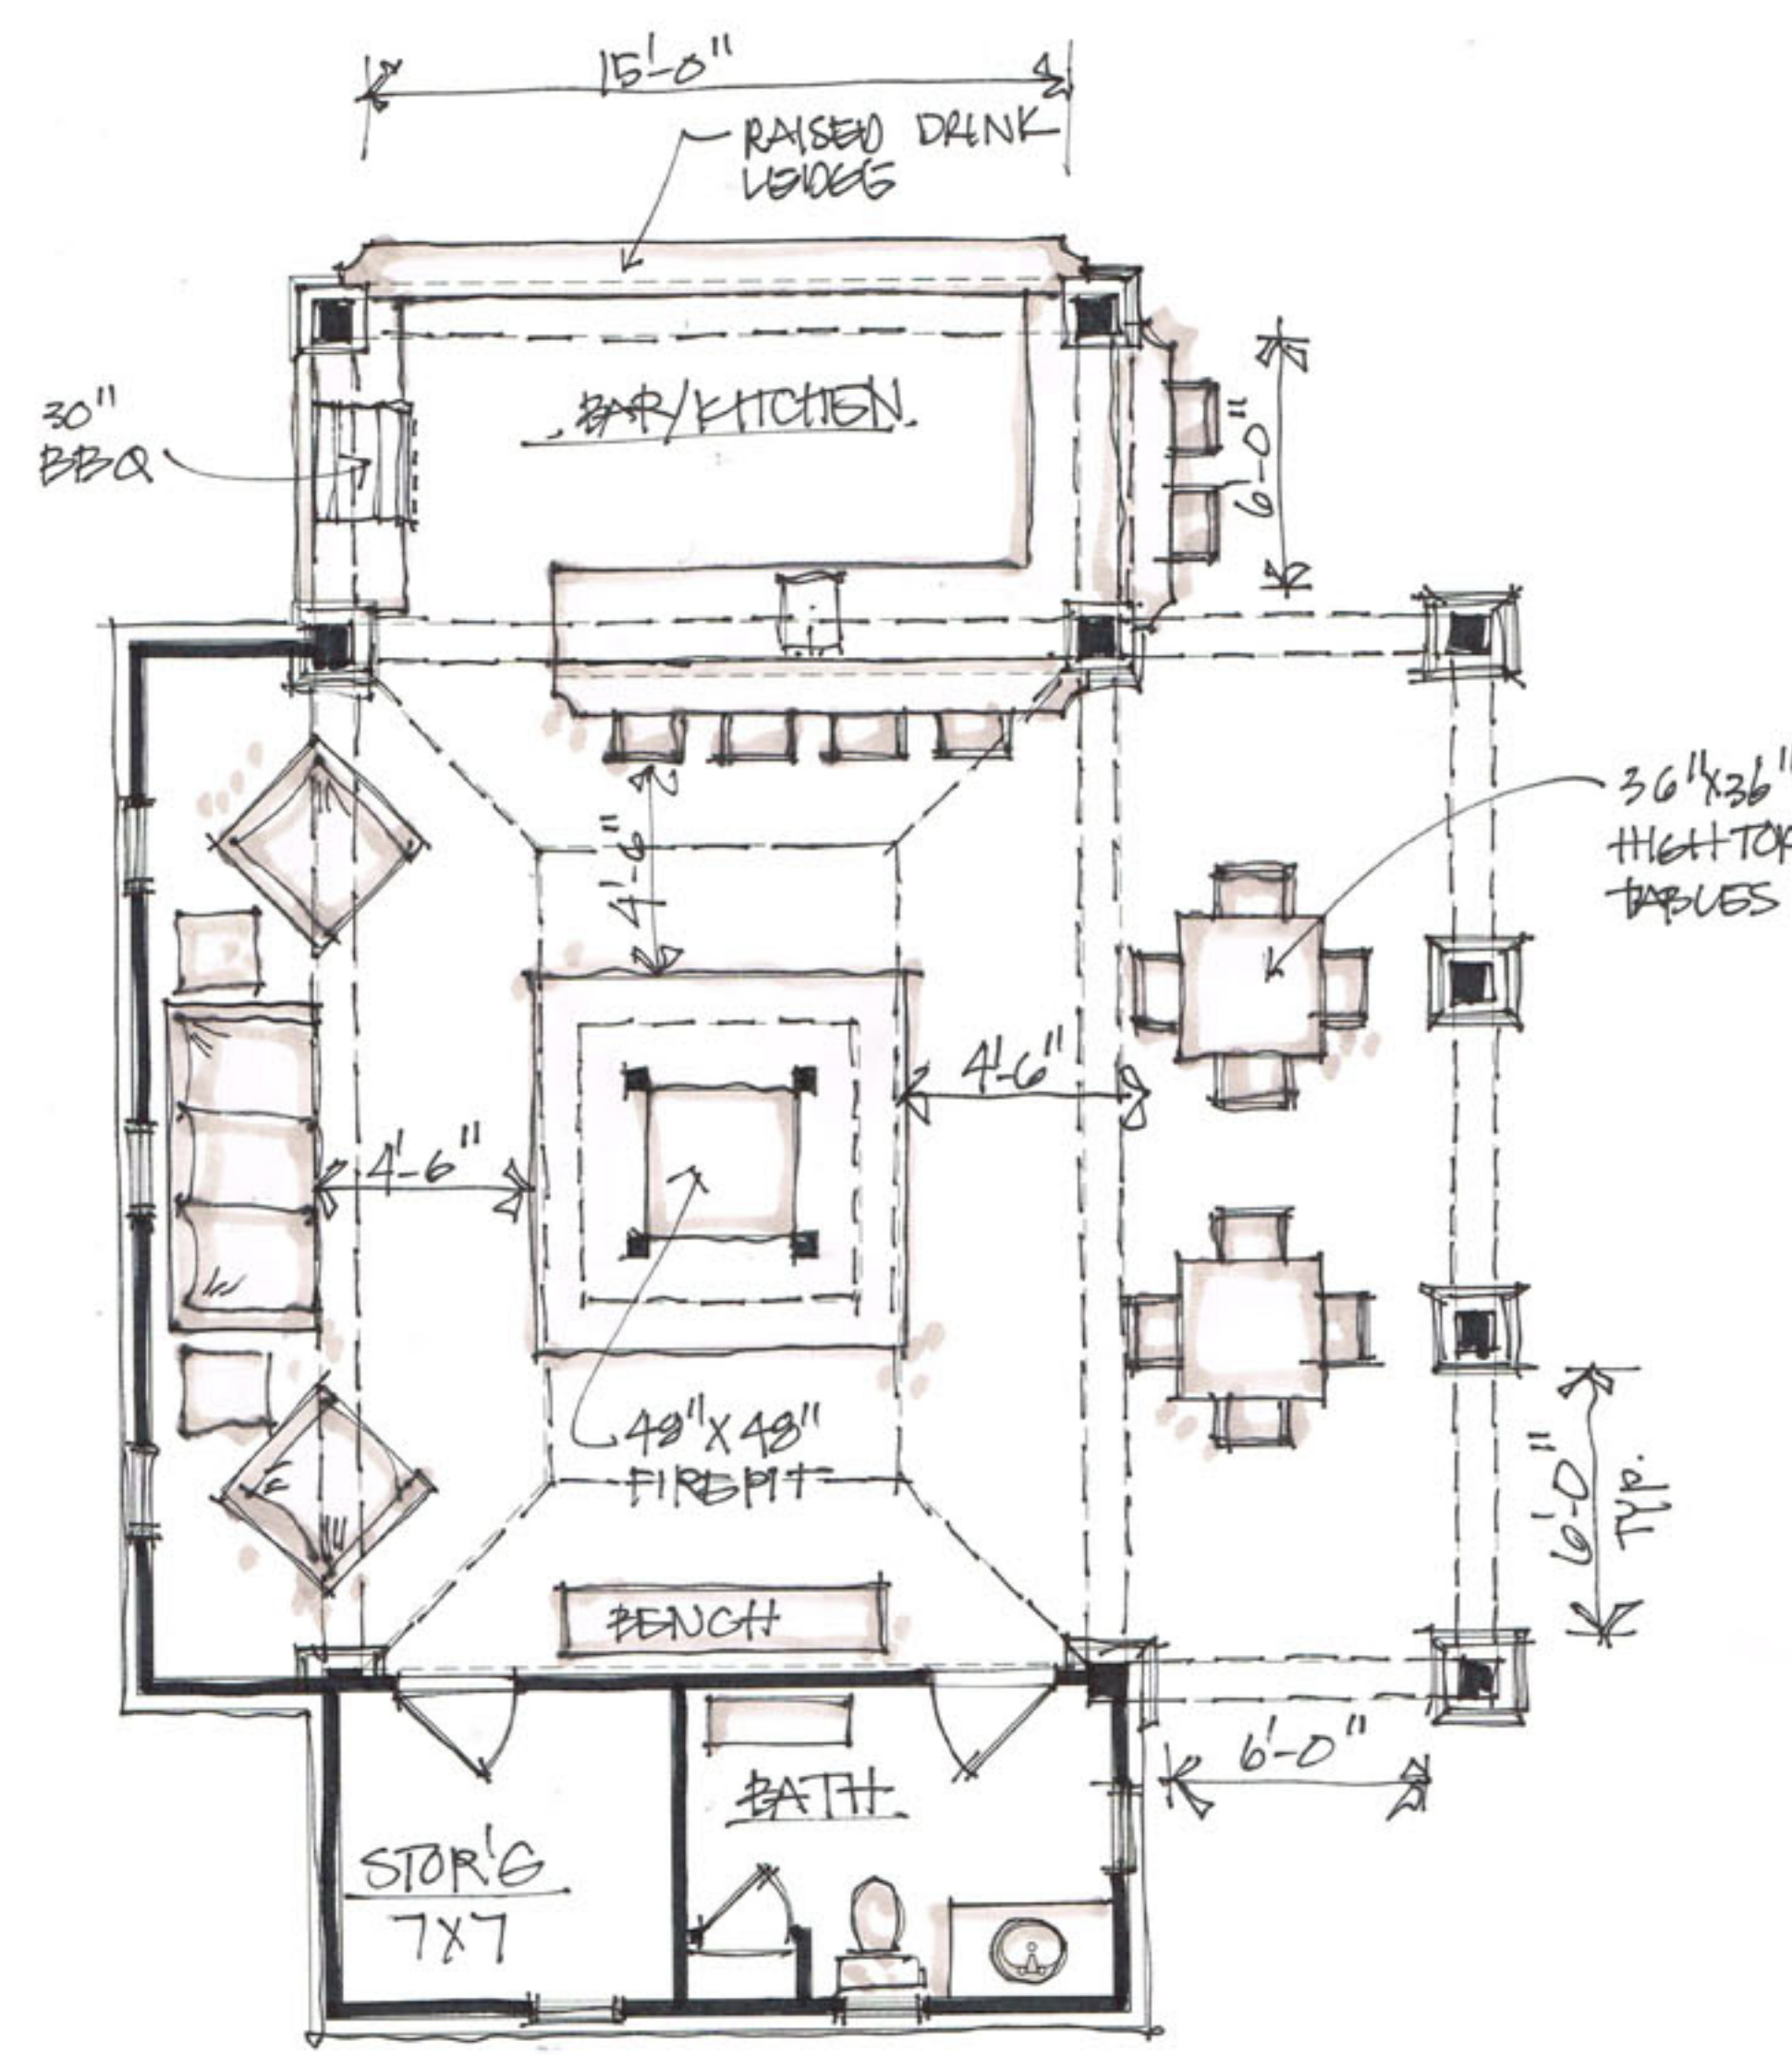 15'-0"
RAISED DRINK
LEDGE
30"
BBQ
BAR/KITCHEN
6'-0"
36"X36"
HIGH TOP
TABLES
4'-6"
4'-6"
4'-6"
48"X48"
FIREPIT
6'-0"
TYP.
BENCH
6'-0"
BATH
STOR'G
7X7